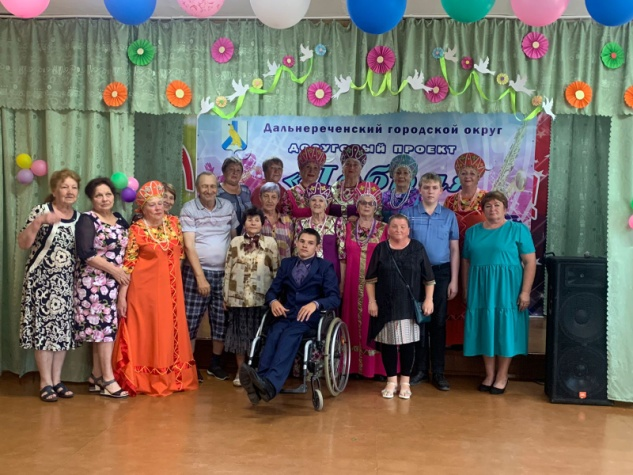 Дальнереченский городской округ
ДОСУГОВЫЙ ПРОЕКТ